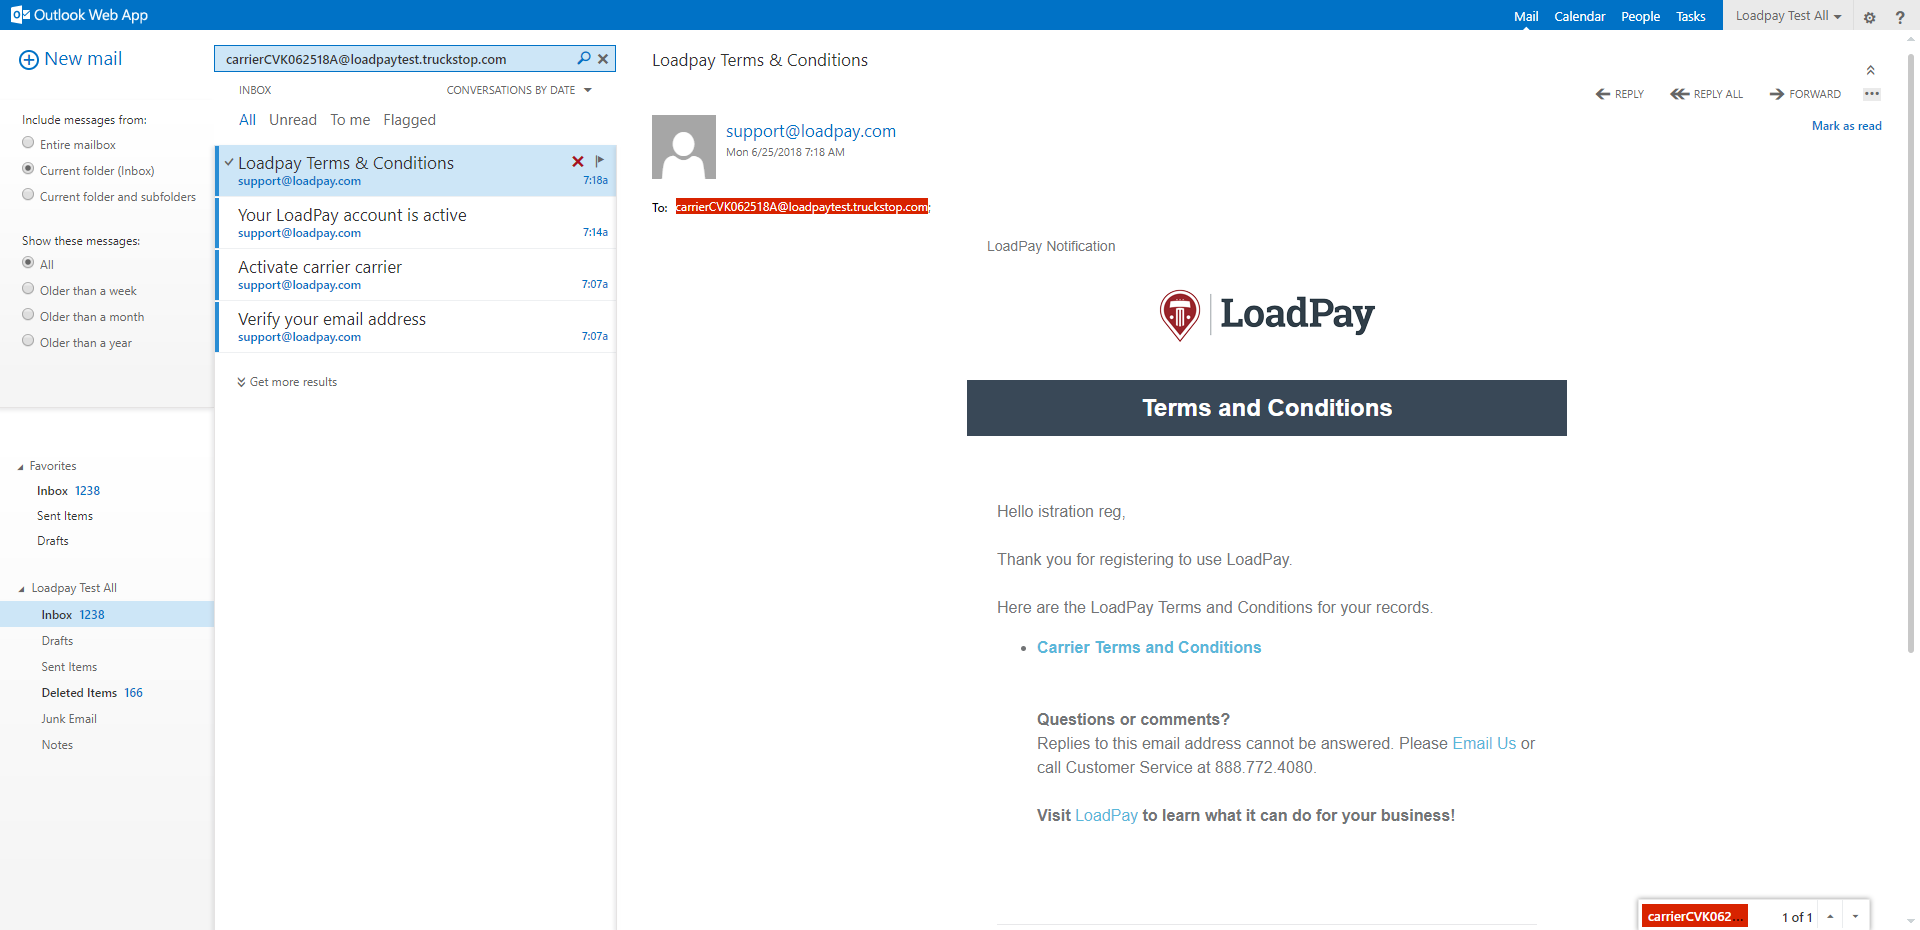 Outlook Web App
Mail Calendar People Tasks Loadpay Test All ?
New mail
Include messages from:
Entire mailbox
Current folder (Inbox)
Current folder and subfolders
Show these messages:
All
Older than a week
Older than a month
Older than a year
Favorites
Inbox 1238
Sent Items
Drafts
Loadpay Test All
Inbox 1238
Drafts
Sent Items
Deleted Items 166
Junk Email
Notes
carrierCVK062518A@loadpaytest.truckstop.com
INBOX CONVERSATIONS BY DATE
All Unread To me Flagged
Loadpay Terms & Conditions
support@loadpay.com 7:18a
Your LoadPay account is active
support@loadpay.com 7:14a
Activate carrier carrier
support@loadpay.com 7:07a
Verify your email address
support@loadpay.com 7:07a
Get more results
Loadpay Terms & Conditions
REPLY REPLY ALL FORWARD
Mark as read
support@loadpay.com
Mon 6/25/2018 7:18 AM
To: carrierCVK062518A@loadpaytest.truckstop.com;
LoadPay Notification
LoadPay
Terms and Conditions
Hello istration reg,
Thank you for registering to use LoadPay.
Here are the LoadPay Terms and Conditions for your records.
Carrier Terms and Conditions
Questions or comments?
Replies to this email address cannot be answered. Please Email Us or
call Customer Service at 888.772.4080.
Visit LoadPay to learn what it can do for your business!
carrierCVK062... 1 of 1